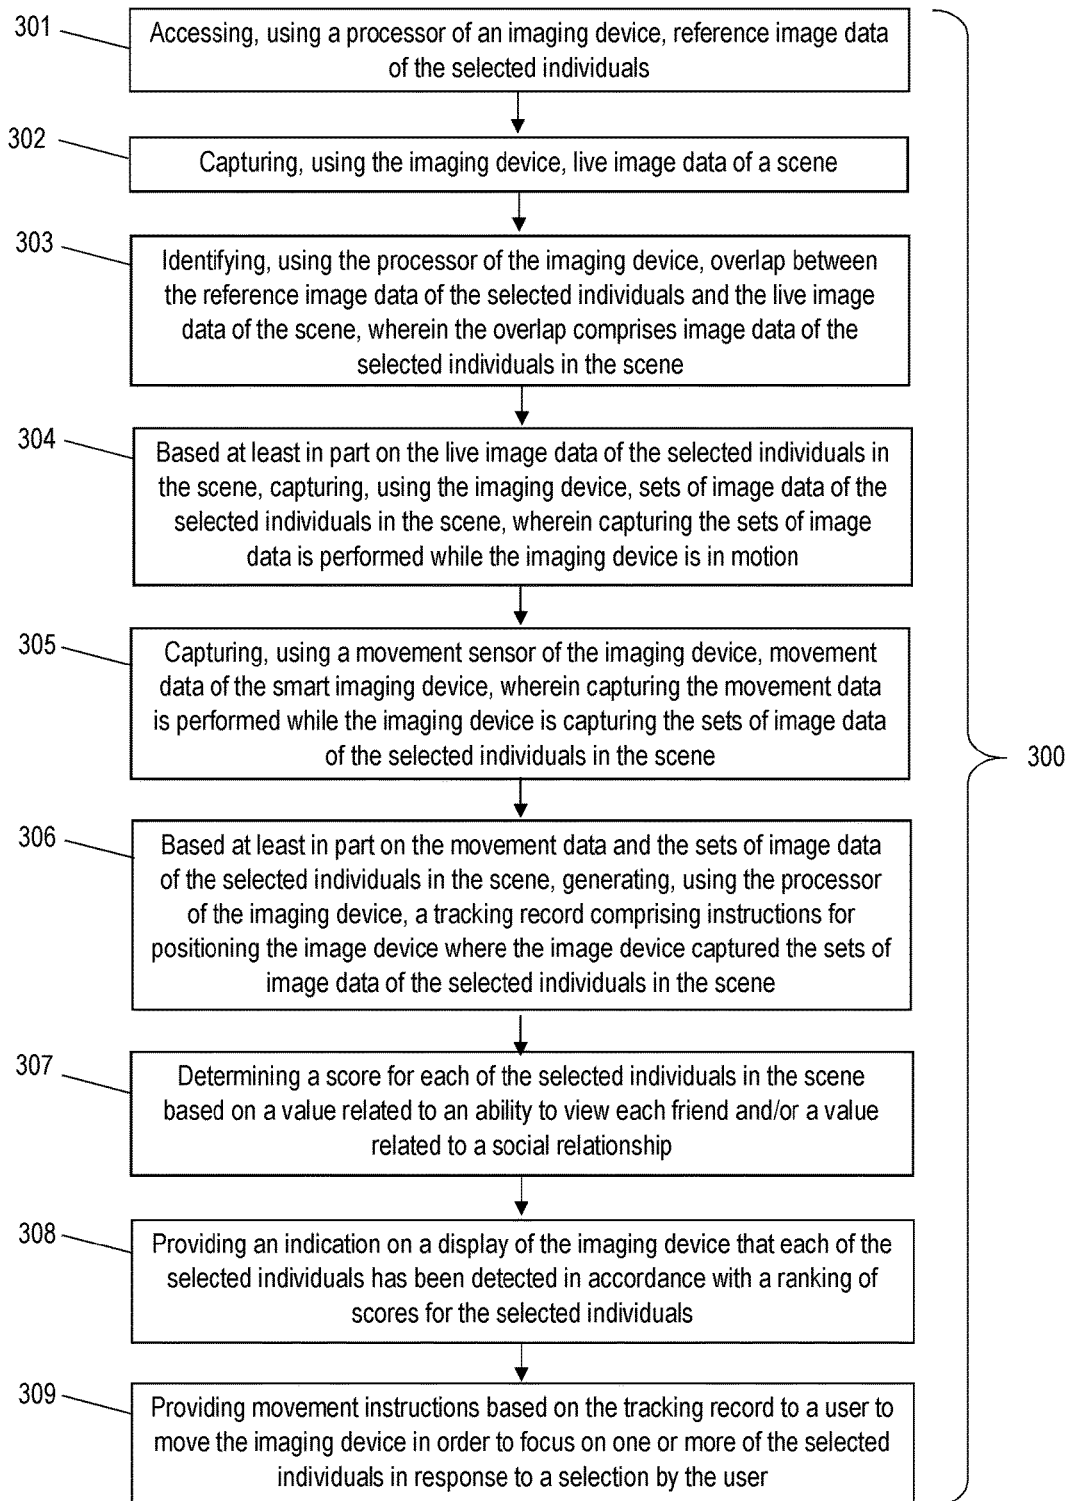 301
Accessing, using a processor of an imaging device, reference image data
of the selected individuals
302
Capturing, using the imaging device, live image data of a scene
303
Identifying, using the processor of the imaging device, overlap between
the reference image data of the selected individuals and the live image
data of the scene, wherein the overlap comprises image data of the
selected individuals in the scene
304
Based at least in part on the live image data of the selected individuals in
the scene, capturing, using the imaging device, sets of image data of the
selected individuals in the scene, wherein capturing the sets of image
data is performed while the imaging device is in motion
305
Capturing, using a movement sensor of the imaging device, movement
data of the smart imaging device, wherein capturing the movement data
is performed while the imaging device is capturing the sets of image data
of the selected individuals in the scene
300
306
Based at least in part on the movement data and the sets of image data
of the selected individuals in the scene, generating, using the processor
of the imaging device, a tracking record comprising instructions for
positioning the image device where the image device captured the sets of
image data of the selected individuals in the scene
307
Determining a score for each of the selected individuals in the scene
based on a value related to an ability to view each friend and/or a value
related to a social relationship
308
Providing an indication on a display of the imaging device that each of the
selected individuals has been detected in accordance with a ranking of
scores for the selected individuals
309
Providing movement instructions based on the tracking record to a user to
move the imaging device in order to focus on one or more of the selected
individuals in response to a selection by the user